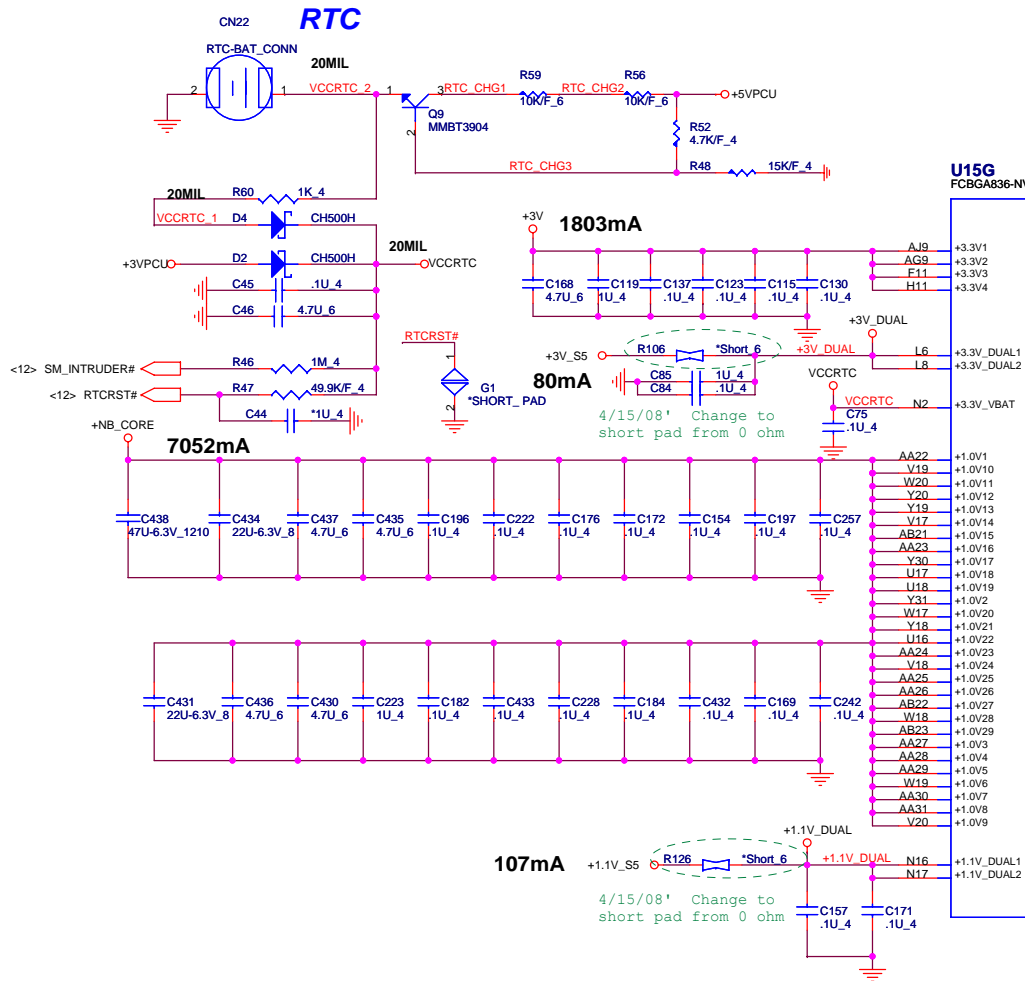 RTC
CN22
RTC-BAT_CONN
20MIL
2
1
VCCRTC_2
1
3
2
RTC_CHG1
R59
10K/F_6
RTC_CHG2
R56
10K/F_6
+5VPCU
Q9
MMBT3904
R52
4.7K/F_4
RTC_CHG3
R48
15K/F_4
20MIL
R60
1K_4
VCCRTC_1
D4
CH500H
20MIL
+3VPCU
D2
CH500H
VCCRTC
C45
.1U_4
C46
4.7U_6
<12> SM_INTRUDER#
R46
1M_4
<12> RTCRST#
R47
49.9K/F_4
C44
*1U_4
RTCRST#
1
2
G1
*SHORT_ PAD
U15G
FCBGA836-NV
+3V
1803mA
C168
4.7U_6
C119
1U_4
C137
.1U_4
C123
.1U_4
C115
.1U_4
C130
.1U_4
AJ9 +3.3V1
AG9 +3.3V2
F11 +3.3V3
H11 +3.3V4
+3V_DUAL
+3V_S5
R106
*Short_6
+3V_DUAL
L6 +3.3V_DUAL1
L8 +3.3V_DUAL2
80mA
C85
1U_4
C84
.1U_4
4/15/08' Change to
short pad from 0 ohm
VCCRTC
VCCRTC
N2 +3.3V_VBAT
C75
.1U_4
+NB_CORE
7052mA
C438
47U-6.3V_1210
C434
22U-6.3V_8
C437
4.7U_6
C435
4.7U_6
C196
.1U_4
C222
.1U_4
C176
.1U_4
C172
.1U_4
C154
.1U_4
C197
.1U_4
C257
.1U_4
AA22 +1.0V1
V19 +1.0V10
W20 +1.0V11
Y20 +1.0V12
Y19 +1.0V13
V17 +1.0V14
AB21 +1.0V15
AA23 +1.0V16
Y30 +1.0V17
U17 +1.0V18
U18 +1.0V19
Y31 +1.0V2
W17 +1.0V20
Y18 +1.0V21
U16 +1.0V22
AA24 +1.0V23
V18 +1.0V24
AA25 +1.0V25
AA26 +1.0V26
AB22 +1.0V27
W18 +1.0V28
AB23 +1.0V29
AA27 +1.0V3
AA28 +1.0V4
AA29 +1.0V5
W19 +1.0V6
AA30 +1.0V7
AA31 +1.0V8
V20 +1.0V9
C431
22U-6.3V_8
C436
4.7U_6
C430
4.7U_6
C223
1U_4
C182
.1U_4
C433
.1U_4
C228
.1U_4
C184
.1U_4
C432
.1U_4
C169
.1U_4
C242
.1U_4
+1.1V_DUAL
107mA
+1.1V_S5
R126
*Short_6
+1.1V_DUAL
N16 +1.1V_DUAL1
N17 +1.1V_DUAL2
4/15/08' Change to
short pad from 0 ohm
C157
.1U_4
C171
.1U_4